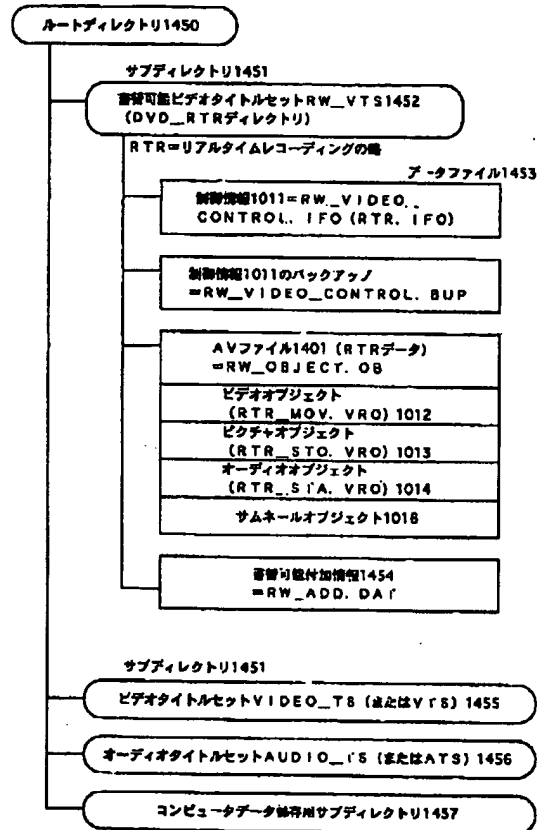 ルートディレクトリ1450
サブディレクトリ1451
書替可能ビデオタイトルセットRW__VTS1452
(DVD__RTRディレクトリ)
RTR=リアルタイムレコーディングの略
データファイル1453
制御情報1011=RW__VIDEO__
CONTROL. IFO (RTR. IFO)
制御情報1011のバックアップ
=RW__VIDEO__CONTROL. BUP
AVファイル1401 (RTRデータ)
=RW__OBJECT. OB
ビデオオブジェクト
(RTR__MOV. VRO) 1012
ピクチャオブジェクト
(RTR__STO. VRO) 1013
オーディオオブジェクト
(RTR__STA. VRO) 1014
サムネールオブジェクト1016
書替可能付加情報1454
=RW__ADD. DAT
サブディレクトリ1451
ビデオタイトルセットVIDEO__TS (またはVTS) 1455
オーディオタイトルセットAUDIO__TS (またはATS) 1456
コンピュータデータ保存用サブディレクトリ1457